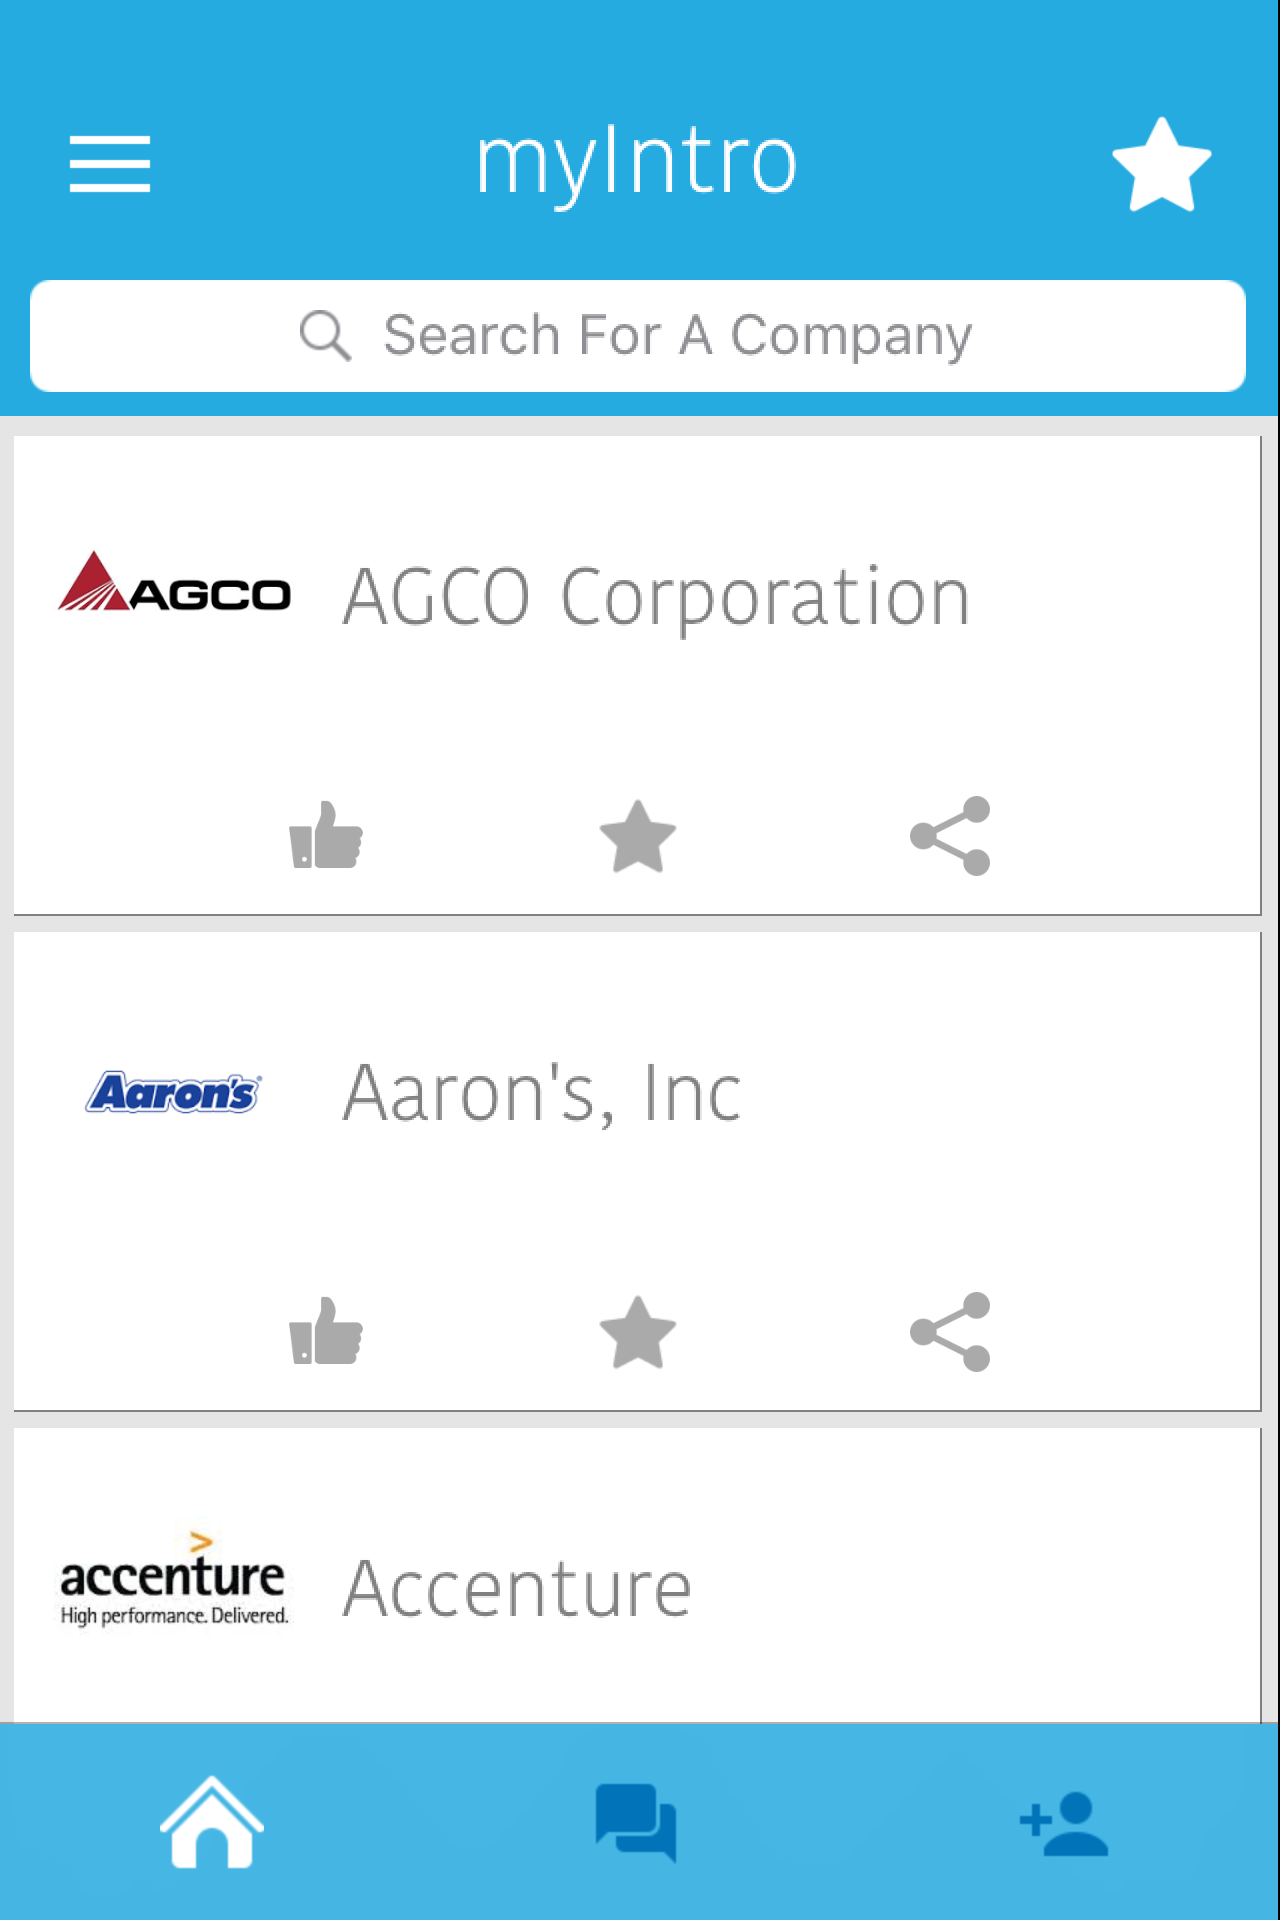 myIntro
Search For A Company
AGCO
AGCO Corporation
Aaron's
Aaron's, Inc
accenture
High performance. Delivered.
Accenture